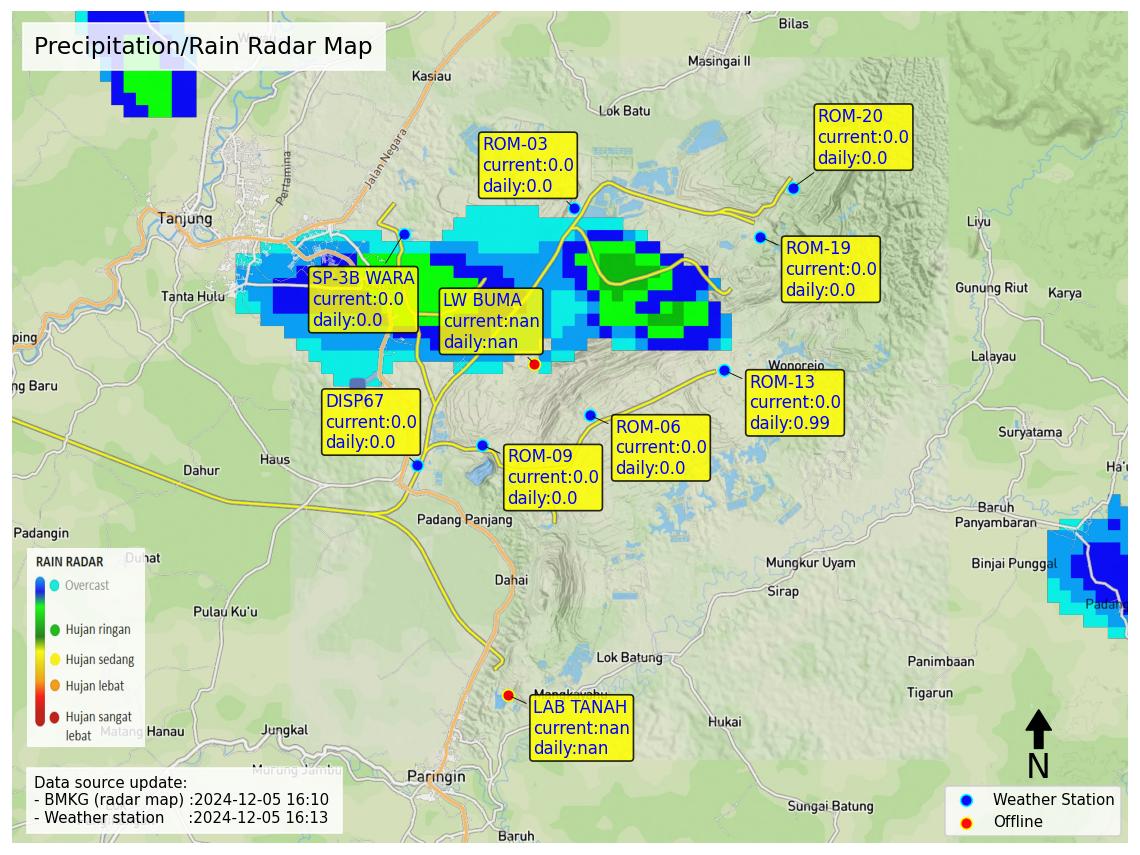 Precipitation/Rain Radar Map
Bilas
Masingai II
Kasiau
Lok Batu
Jalan Negara
Pertamina
Tanjung
Tanta Hulu
ping
ng Baru
ROM-03
current:0.0
daily:0.0
ROM-20
current:0.0
daily:0.0
ROM-19
current:0.0
daily:0.0
SP-3B WARA
current:0.0
daily:0.0
LW BUMA
current:nan
daily:nan
Liyu
Gunung Riut
Karya
Lalayau
Wonorejo
ROM-13
current:0.0
daily:0.99
DISP67
current:0.0
daily:0.0
ROM-06
current:0.0
daily:0.0
ROM-09
current:0.0
daily:0.0
Suryatama
Ha'u
Dahur
Haus
Padang Panjang
Baruh
Panyambaran
Padangin
Duhat
Binjai Punggal
Mungkur Uyam
Dahai
Sirap
Padang
Pulau Ku'u
RAIN RADAR
Overcast
Hujan ringan
Hujan sedang
Hujan lebat
Hujan sangat
lebat
Lok Batung
Panimbaan
Tigarun
Mangkayahu
LAB TANAH
current:nan
daily:nan
Hukai
Matang Hanau
Jungkal
Murung Jambu
Paringin
Sungai Batung
Baruh
Data source update:
- BMKG (radar map) :2024-12-05 16:10
- Weather station :2024-12-05 16:13
N
Weather Station
Offline